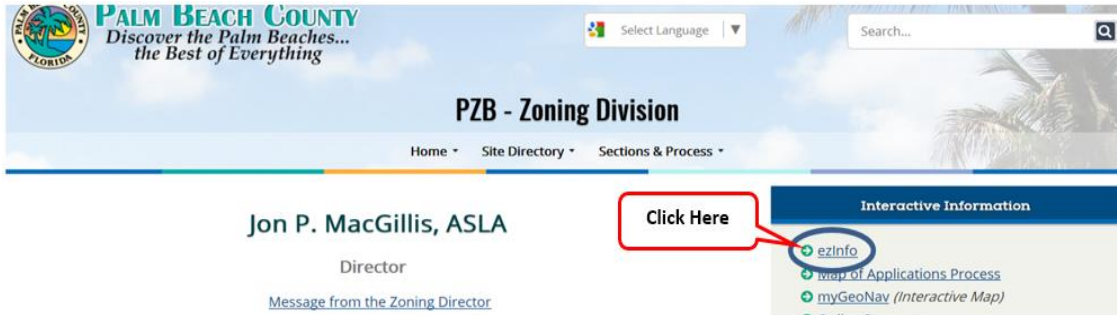 PALM BEACH COUNTY
Discover the Palm Beaches...
the Best of Everything
FLORIDA
Select Language
Search...
PZB - Zoning Division
Home
Site Directory
Sections & Process
Jon P. MacGillis, ASLA
Director
Message from the Zoning Director
Click Here
Interactive Information
ezInfo
Map of Applications Process
myGeoNav (Interactive Map)